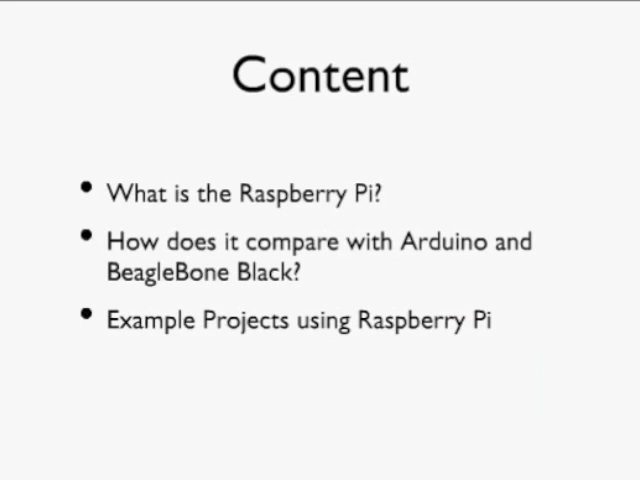 Content
• What is the Raspberry Pi?
• How does it compare with Arduino and
BeagleBone Black?
• Example Projects using Raspberry Pi